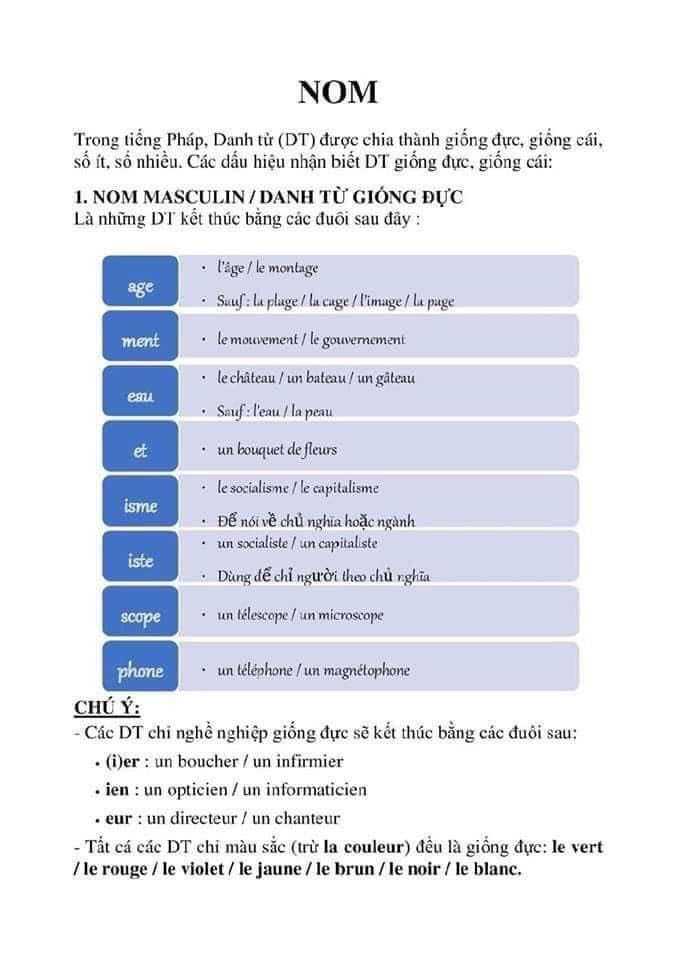 NOM
Trong tiếng Pháp, Danh từ (DT) được chia thành giống đực, giống cái,
số ít, số nhiều. Các dấu hiệu nhận biết DT giống đực, giống cái:
1. NOM MASCULIN / DANH TỪ GIỐNG ĐỰC
Là những DT kết thúc bằng các đuôi sau đây :
age
• l'âge / le montage
• Sauf : la plage / la cage / l'image / la page
ment
• le mouvement / le gouvernement
eau
• le château / un bateau / un gâteau
• Sauf : l'eau / la peau
et
• un bouquet de fleurs
isme
• le socialisme / le capitalisme
• Để nói về chủ nghĩa hoặc ngành
iste
• un socialiste / un capitaliste
• Dùng để chỉ người theo chủ nghĩa
scope
• un télescope / un microscope
phone
• un téléphone / un magnétophone
CHÚ Ý:
- Các DT chỉ nghề nghiệp giống đực sẽ kết thúc bằng các đuôi sau:
• (i)er : un boucher / un infirmier
• ien : un opticien / un informaticien
• eur : un directeur / un chanteur
- Tất cả các DT chỉ màu sắc (trừ la couleur) đều là giống đực: le vert
/ le rouge / le violet / le jaune / le brun / le noir / le blanc.